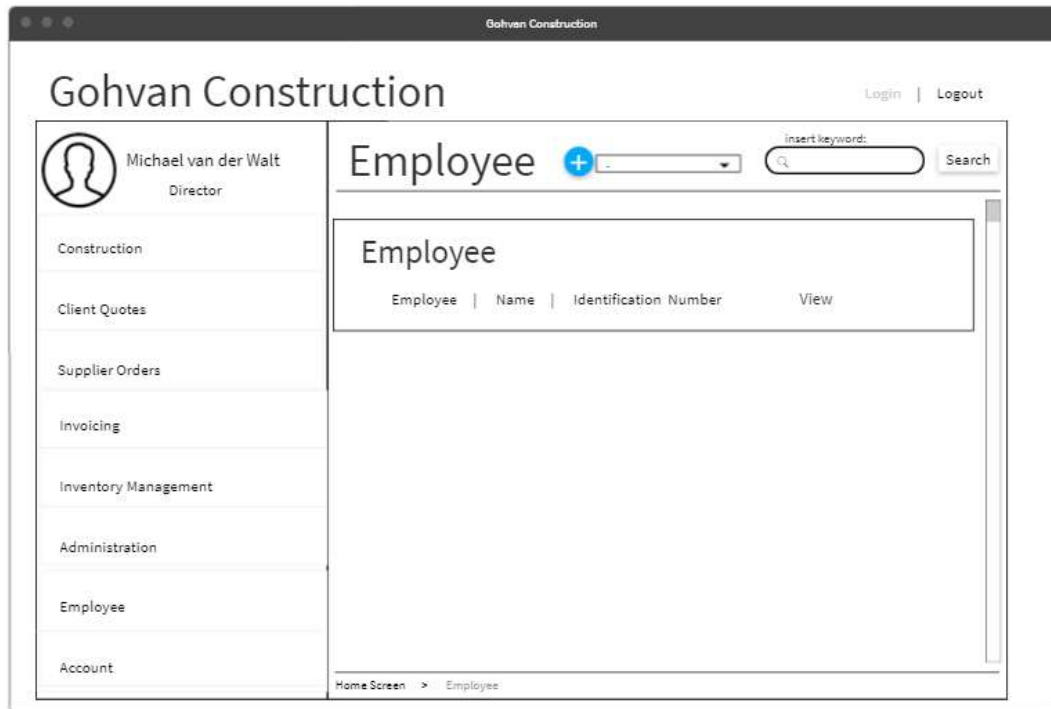 Gohvan Construction
Gohvan Construction
Login | Logout
Michael van der Walt
Director
Construction
Client Quotes
Supplier Orders
Invoicing
Inventory Management
Administration
Employee
Account
Employee
insert keyword:
Search
Employee
Employee | Name | Identification Number View
Home Screen > Employee